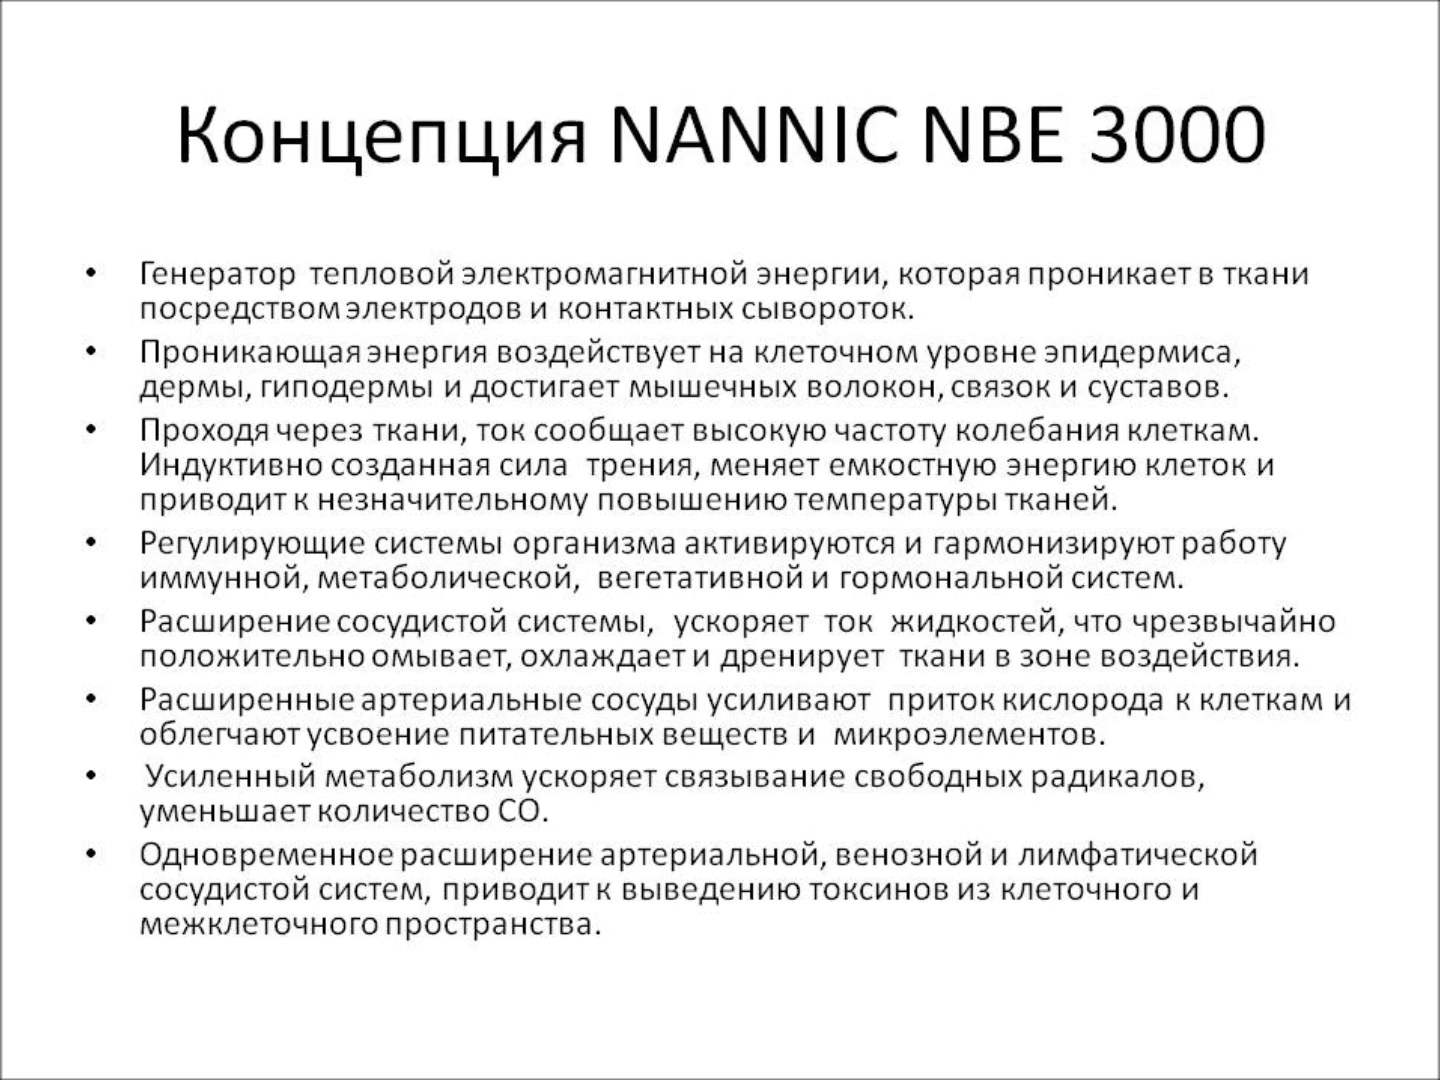 Концепция NANNIC NBE 3000
• Генератор тепловой электромагнитной энергии, которая проникает в ткани
посредством электродов и контактных сывороток.
• Проникающая энергия воздействует на клеточном уровне эпидермиса,
дермы, гиподермы и достигает мышечных волокон, связок и суставов.
• Проходя через ткани, ток сообщает высокую частоту колебания клеткам.
Индуктивно созданная сила трения, меняет емкостную энергию клеток и
приводит к незначительному повышению температуры тканей.
• Регулирующие системы организма активируются и гармонизируют работу
иммунной, метаболической, вегетативной и гормональной систем.
• Расширение сосудистой системы, ускоряет ток жидкостей, что чрезвычайно
положительно омывает, охлаждает и дренирует ткани в зоне воздействия.
• Расширенные артериальные сосуды усиливают приток кислорода к клеткам и
облегчают усвоение питательных веществ и микроэлементов.
• Усиленный метаболизм ускоряет связывание свободных радикалов,
уменьшает количество СО.
• Одновременное расширение артериальной, венозной и лимфатической
сосудистой систем, приводит к выведению токсинов из клеточного и
межклеточного пространства.